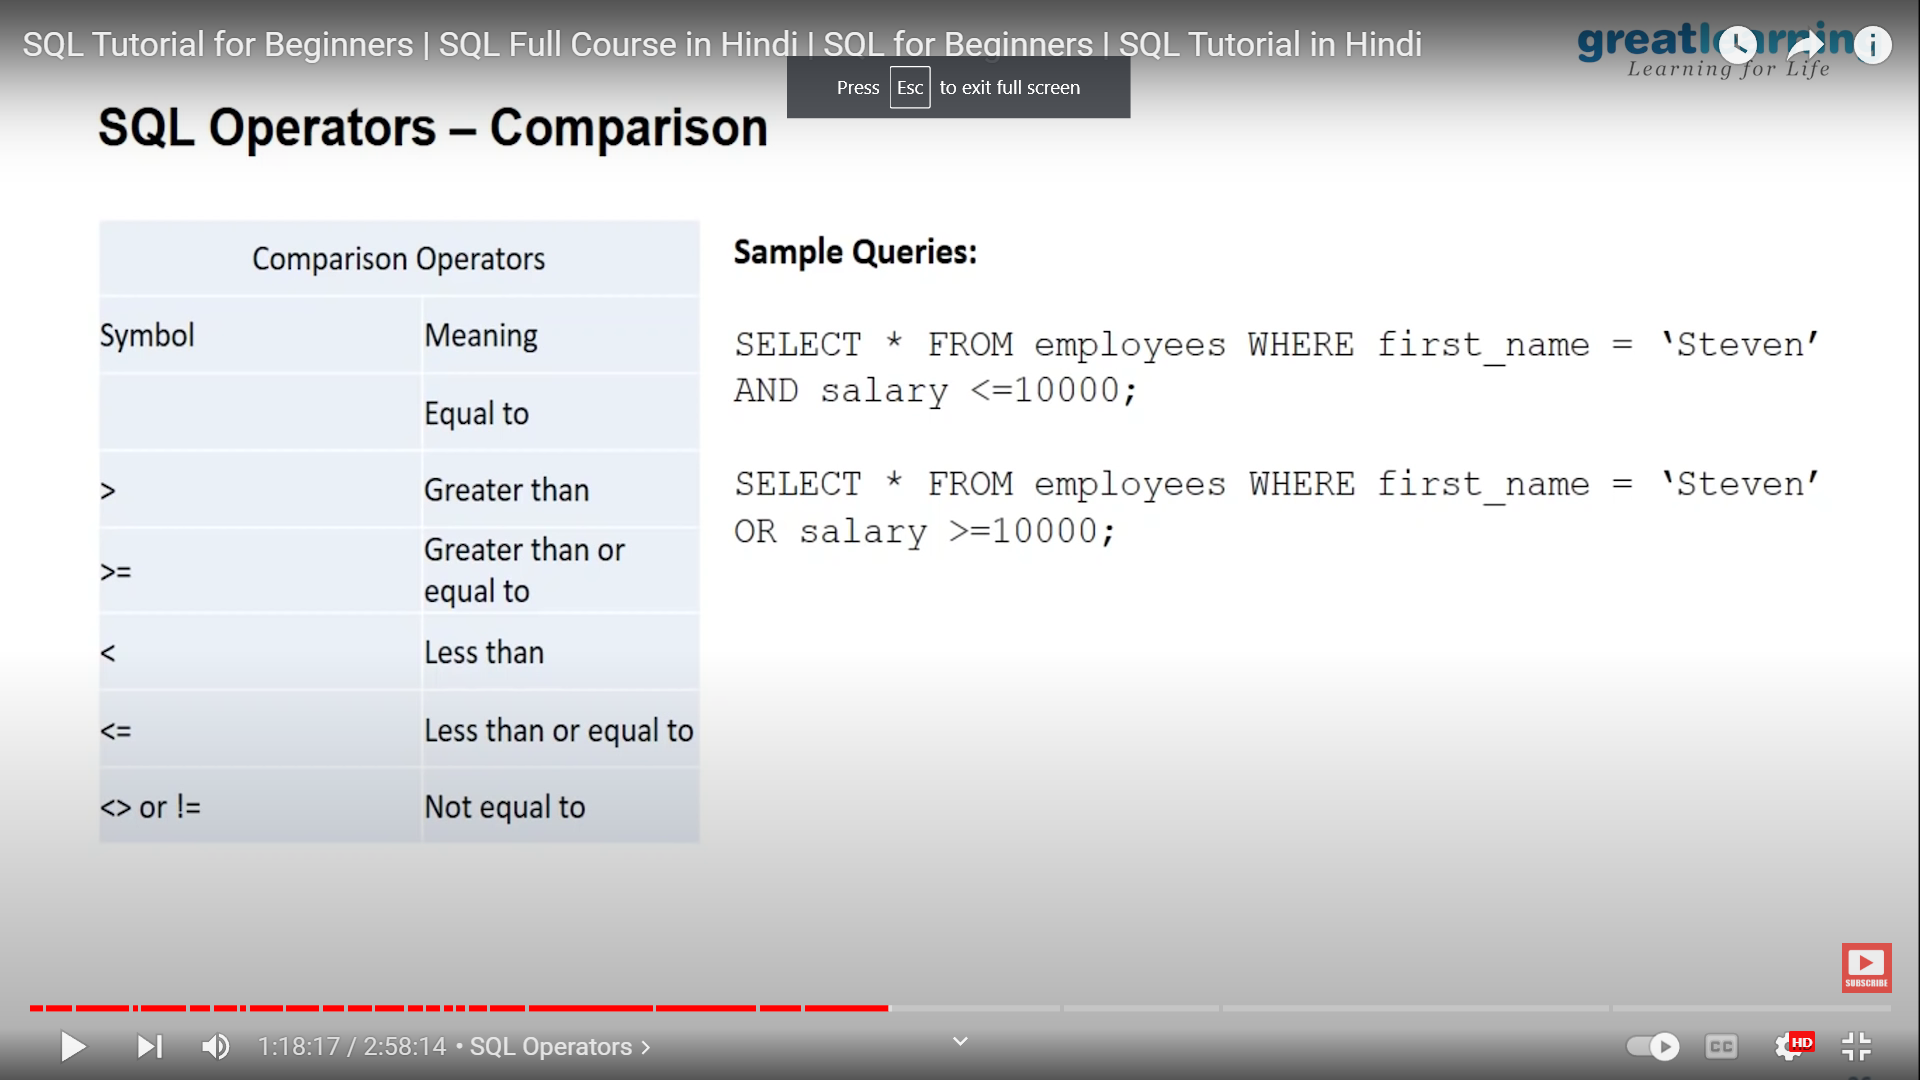 SQL Tutorial for Beginners | SQL Full Course in Hindi | SQL for Beginners | SQL Tutorial in Hindi
greatlearning
Learning for Life
Press Esc to exit full screen
SQL Operators – Comparison
Comparison Operators
Symbol Meaning
Equal to
> Greater than
>= Greater than or
equal to
< Less than
<= Less than or equal to
<> or != Not equal to
Sample Queries:
SELECT * FROM employees WHERE first_name = ‘Steven’
AND salary <=10000;
SELECT * FROM employees WHERE first_name = ‘Steven’
OR salary >=10000;
SUBSCRIBE
1:18:17 / 2:58:14 • SQL Operators >
CC
HD